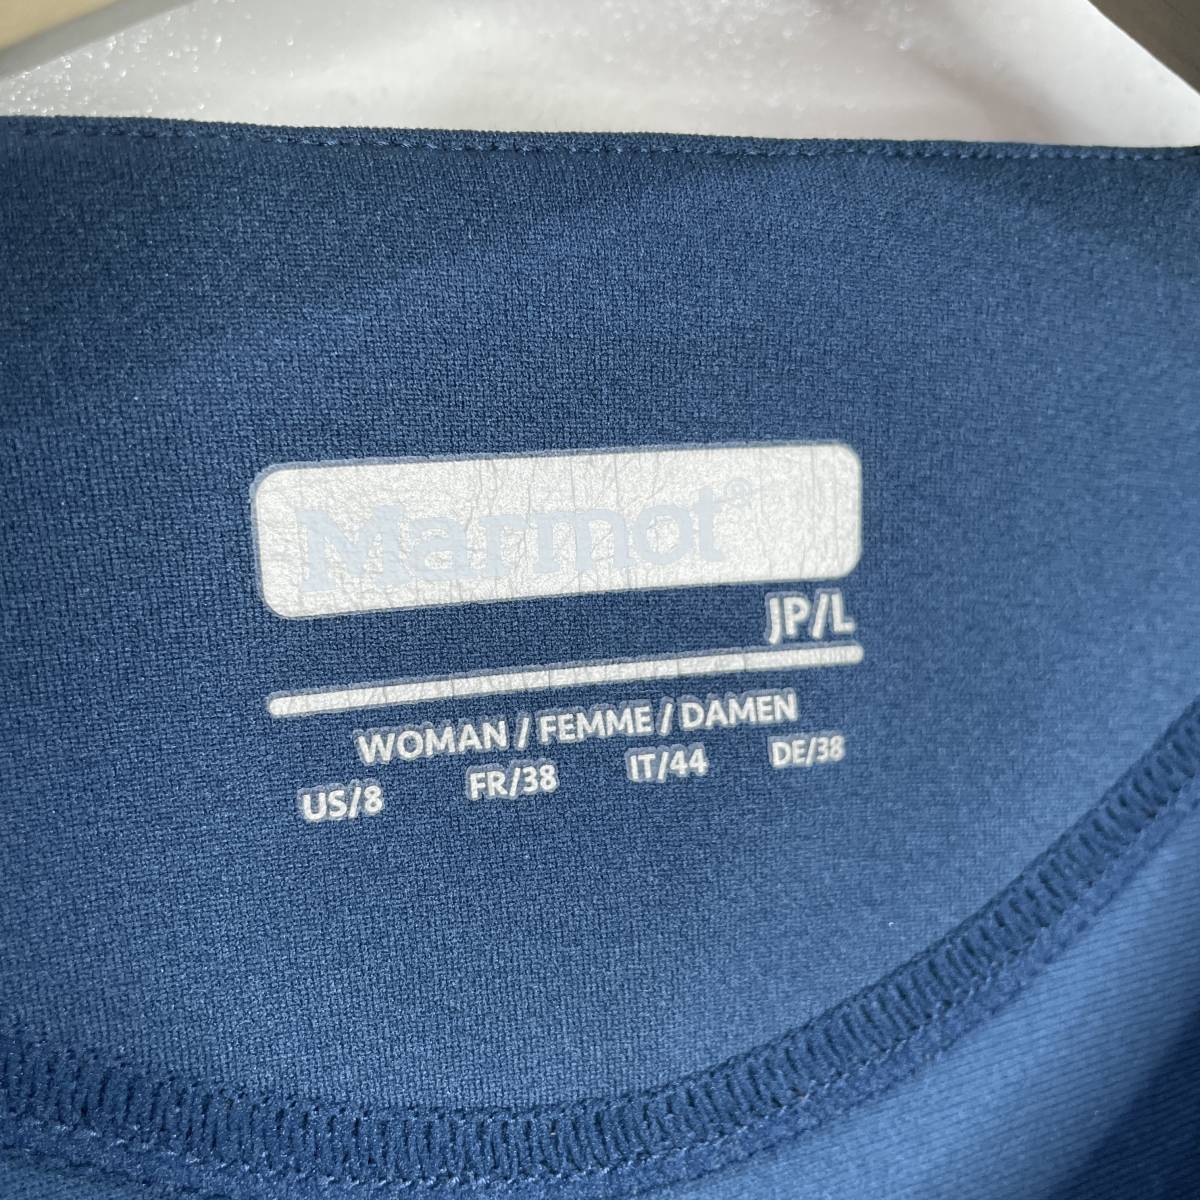 Marmot®
JP/L
WOMAN / FEMME / DAMEN
US/8 FR/38 IT/44 DE/38